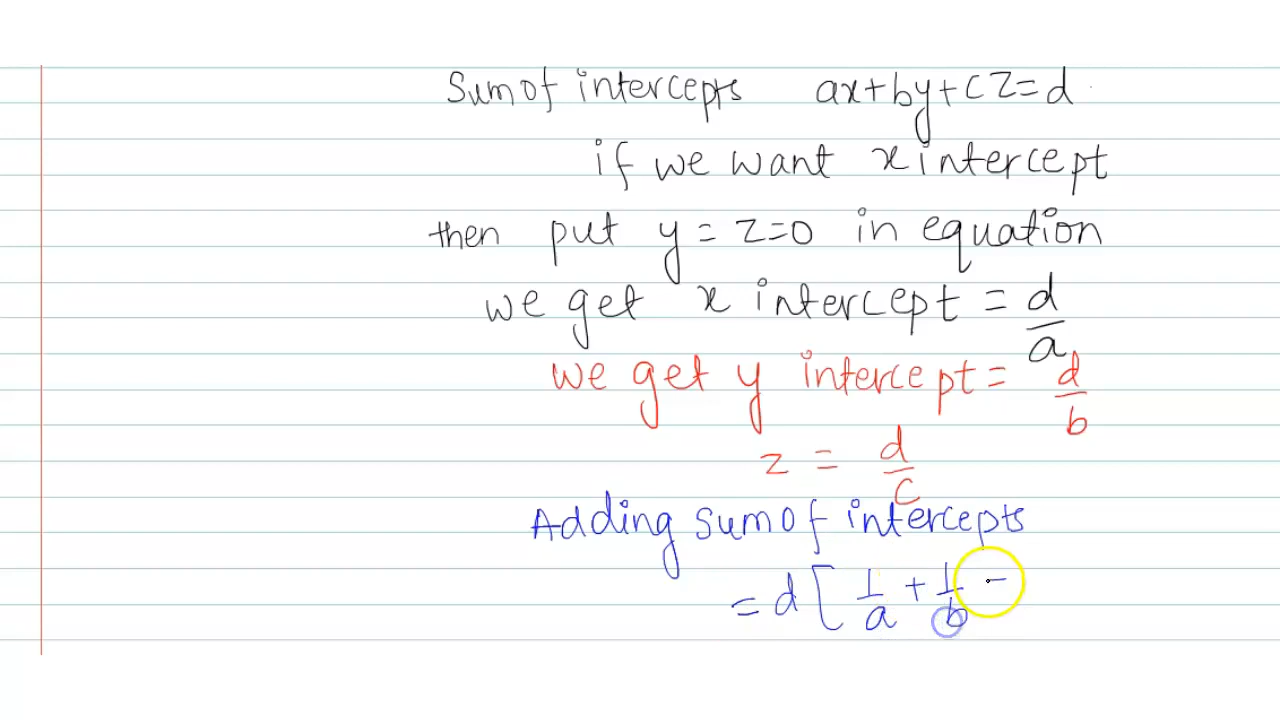 Sum of intercepts ax+by+cz=d
if we want x intercept
then put y = z=0 in equation
we get x intercept = d/a
we get y intercept = d/b
z = d/c
Adding sum of intercepts
= d[ 1/a + 1/b -